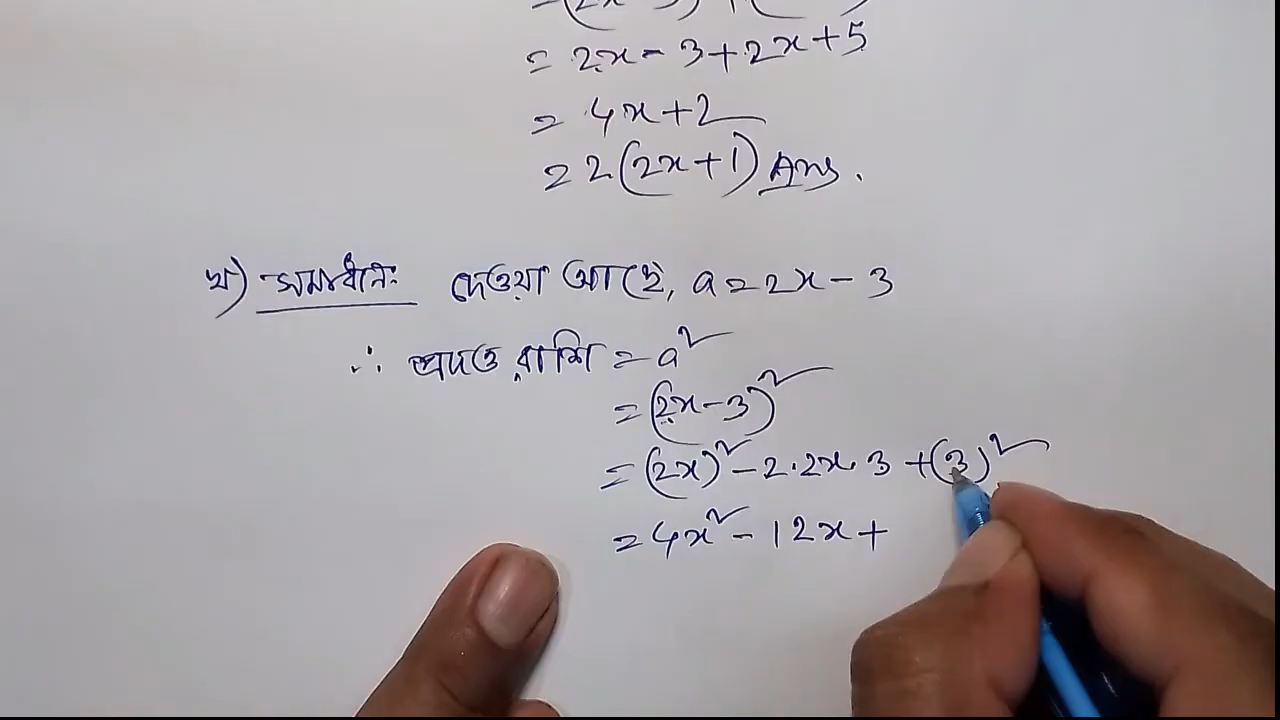 = 2x - 3 + 2x + 5
= 4x + 2
= 2(2x + 1) Ans.
খ) সমাধান: দেওয়া আছে, a = 2x - 3
∴ প্রদত্ত রাশি = a²
= (2x - 3)²
= (2x)² - 2.2x.3 + (3)²
= 4x² - 12x +